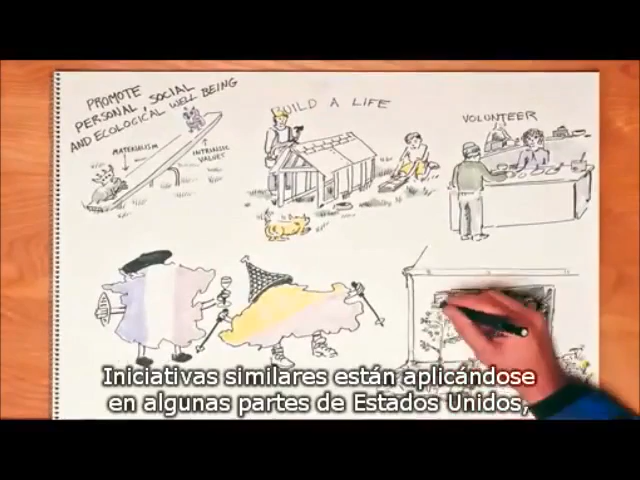 PROMOTE
PERSONAL, SOCIAL
AND ECOLOGICAL WELL BEING
MATERIALISM
INTRINSIC
VALUES
BUILD A LIFE
VOLUNTEER
Iniciativas similares están aplicándose
en algunas partes de Estados Unidos,